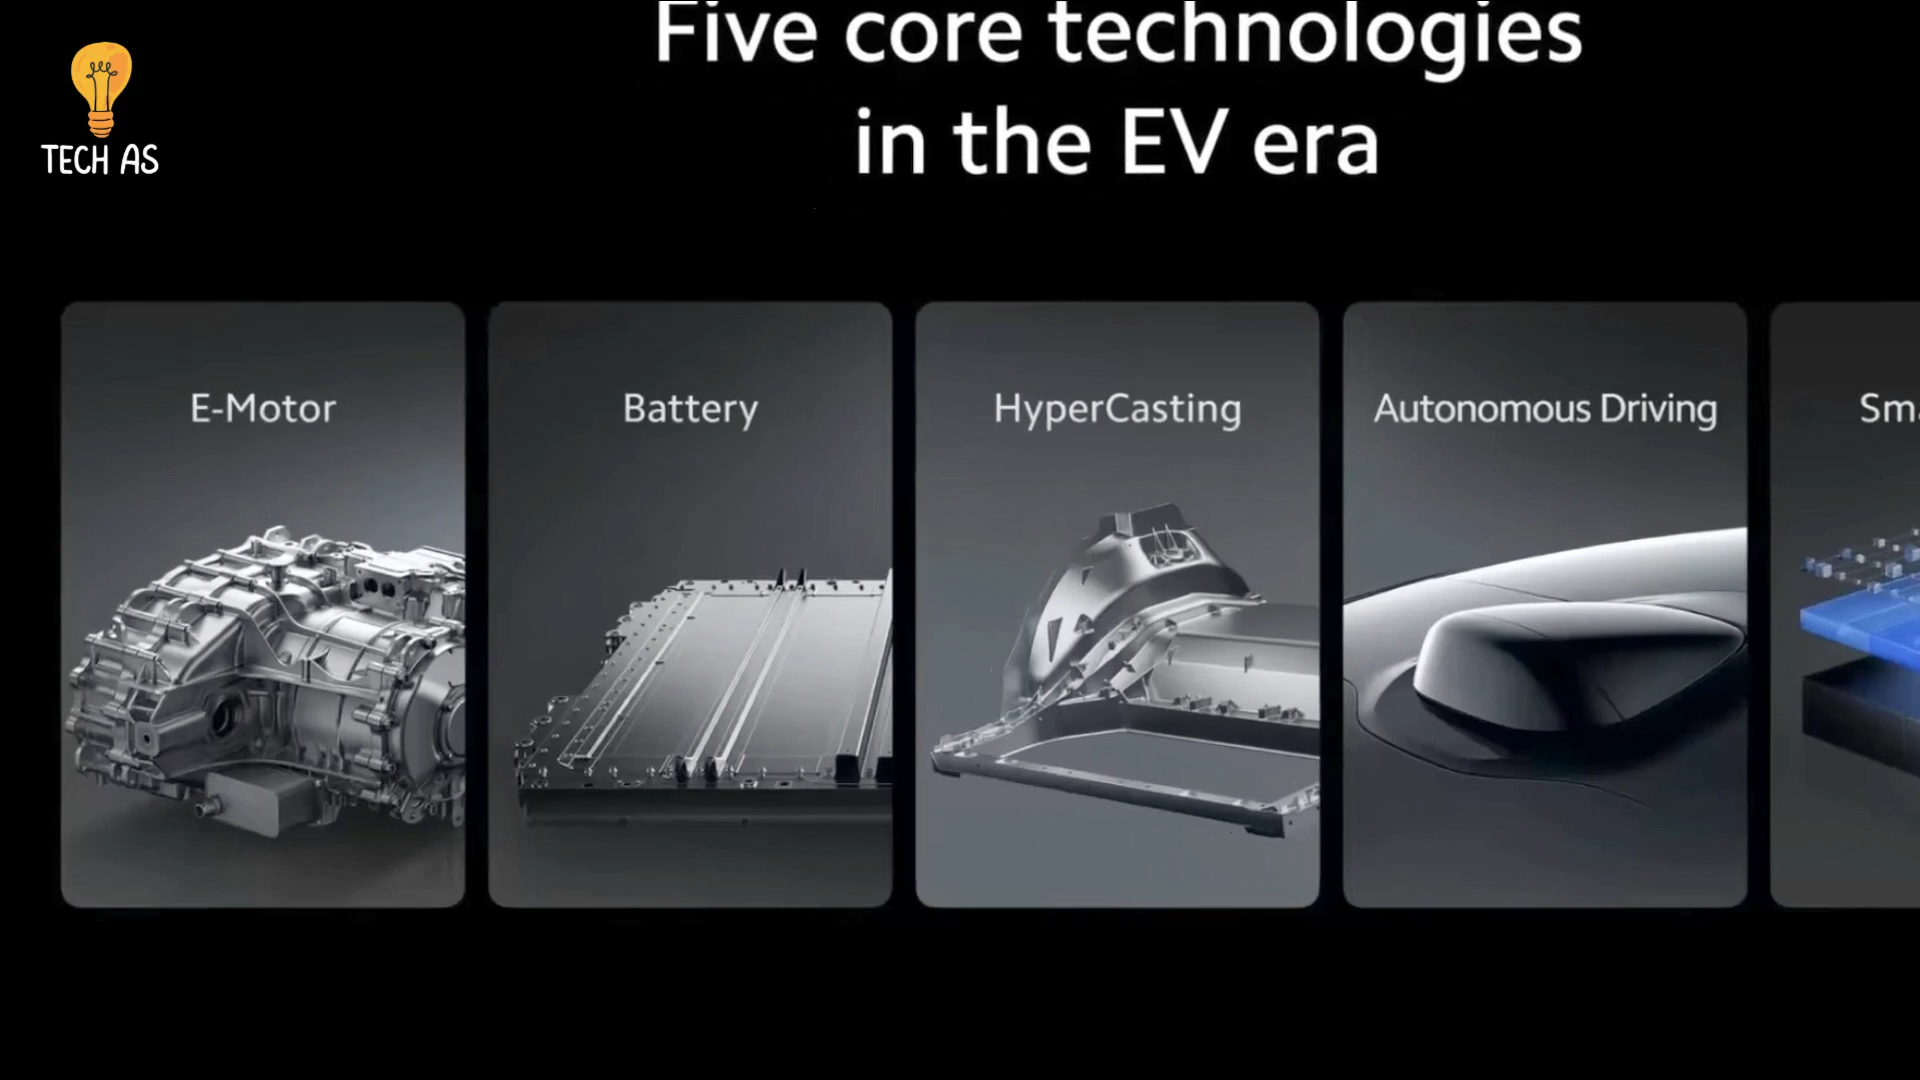 Five core technologies
in the EV era
TECH AS
E-Motor
Battery
HyperCasting
Autonomous Driving